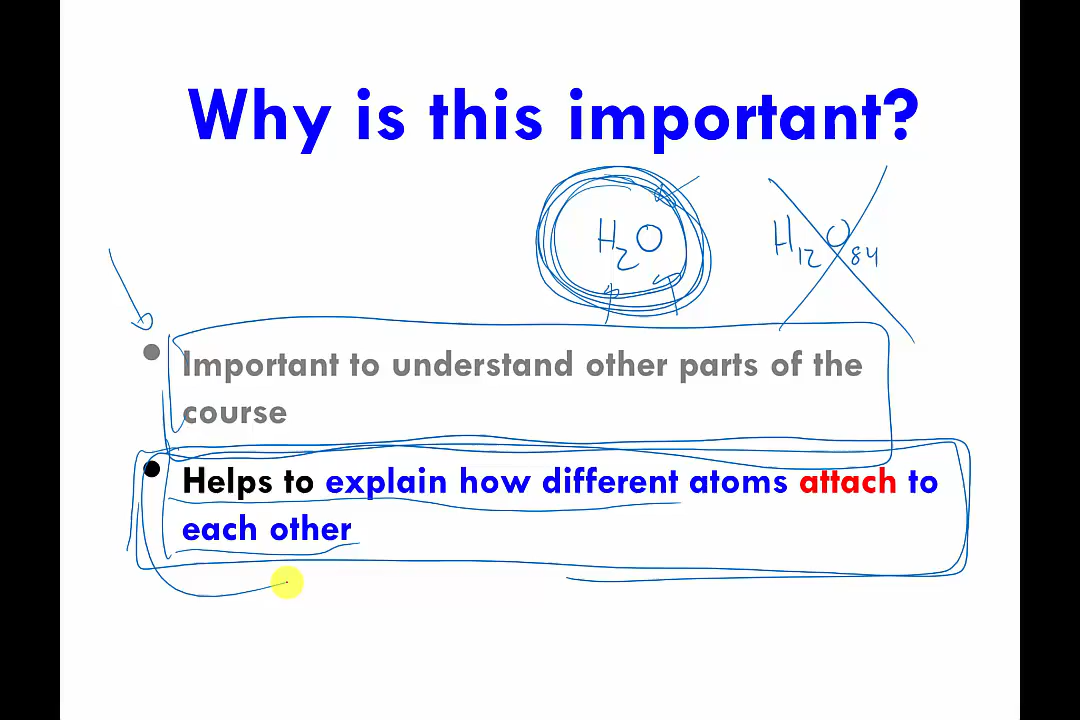 Why is this important?
H₂O H₁₂O₈₄
• Important to understand other parts of the
course
• Helps to explain how different atoms attach to
each other